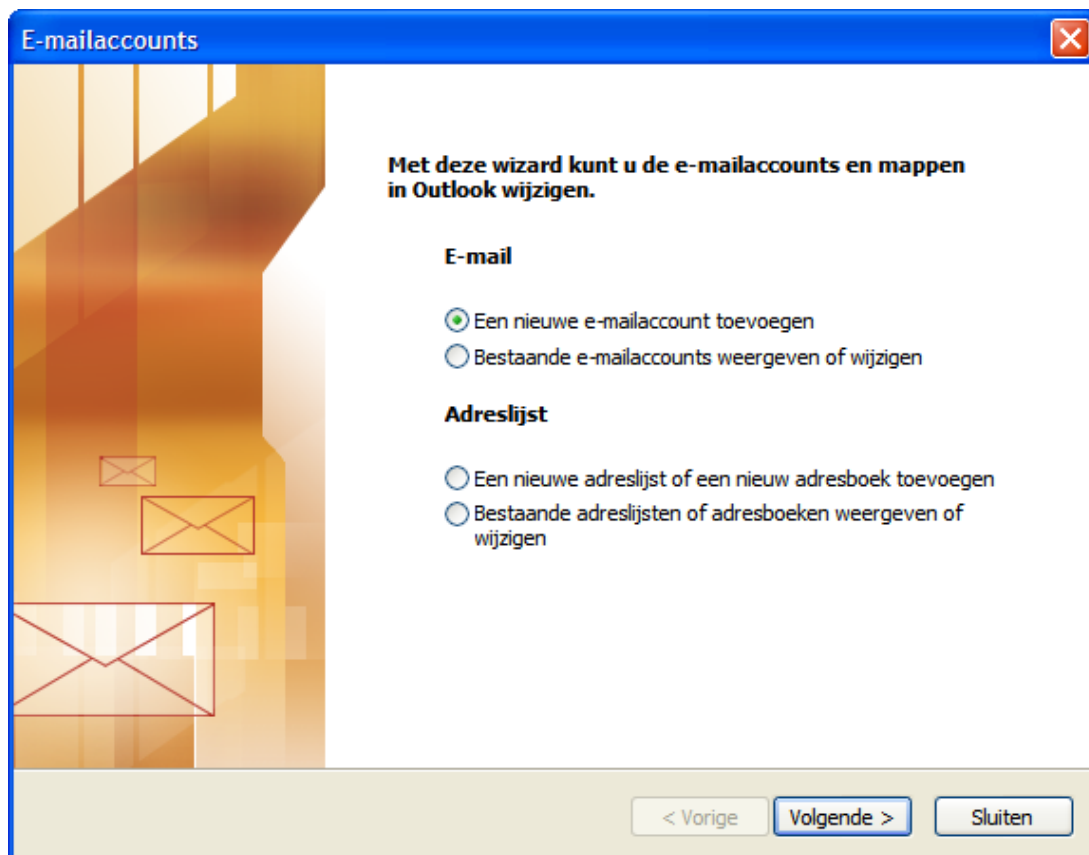 E-mailaccounts
Met deze wizard kunt u de e-mailaccounts en mappen
in Outlook wijzigen.
E-mail
Een nieuwe e-mailaccount toevoegen
Bestaande e-mailaccounts weergeven of wijzigen
Adreslijst
Een nieuwe adreslijst of een nieuw adresboek toevoegen
Bestaande adreslijsten of adresboeken weergeven of
wijzigen
< Vorige
Volgende >
Sluiten